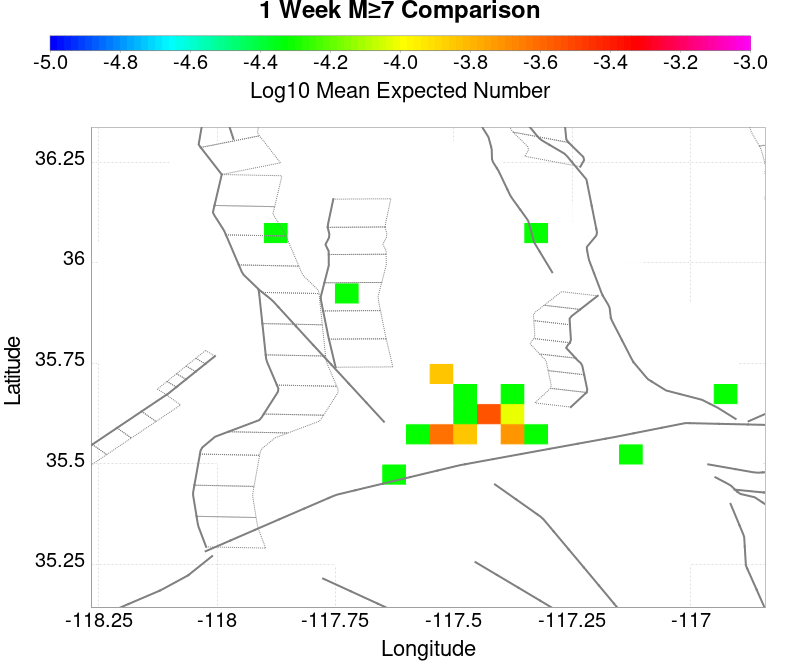 1 Week M≥7 Comparison
-5.0 -4.8 -4.6 -4.4 -4.2 -4.0 -3.8 -3.6 -3.4 -3.2 -3.0
Log10 Mean Expected Number
36.25
36
35.75
35.5
35.25
Latitude
-118.25 -118 -117.75 -117.5 -117.25 -117
Longitude